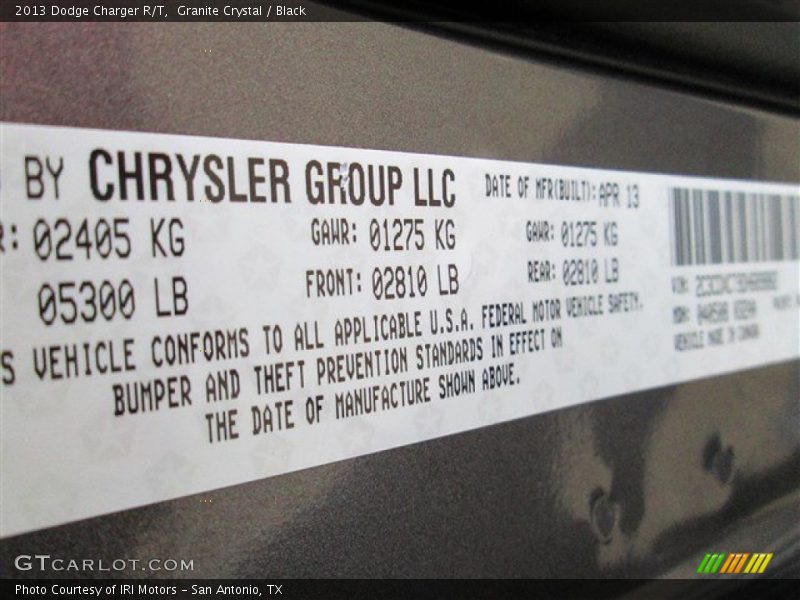 2013 Dodge Charger R/T, Granite Crystal / Black
BY CHRYSLER GROUP LLC DATE OF MFR(BUILT): APR 13
R: 02405 KG GAWR: 01275 KG GAWR: 01275 KG
05300 LB FRONT: 02810 LB REAR: 02810 LB
S VEHICLE CONFORMS TO ALL APPLICABLE U.S.A. FEDERAL MOTOR VEHICLE SAFETY.
BUMPER AND THEFT PREVENTION STANDARDS IN EFFECT ON
THE DATE OF MANUFACTURE SHOWN ABOVE.
VIN:
MDH:
VEHICLE MADE IN CANADA
GTCARLOT.COM
Photo Courtesy of IRI Motors - San Antonio, TX